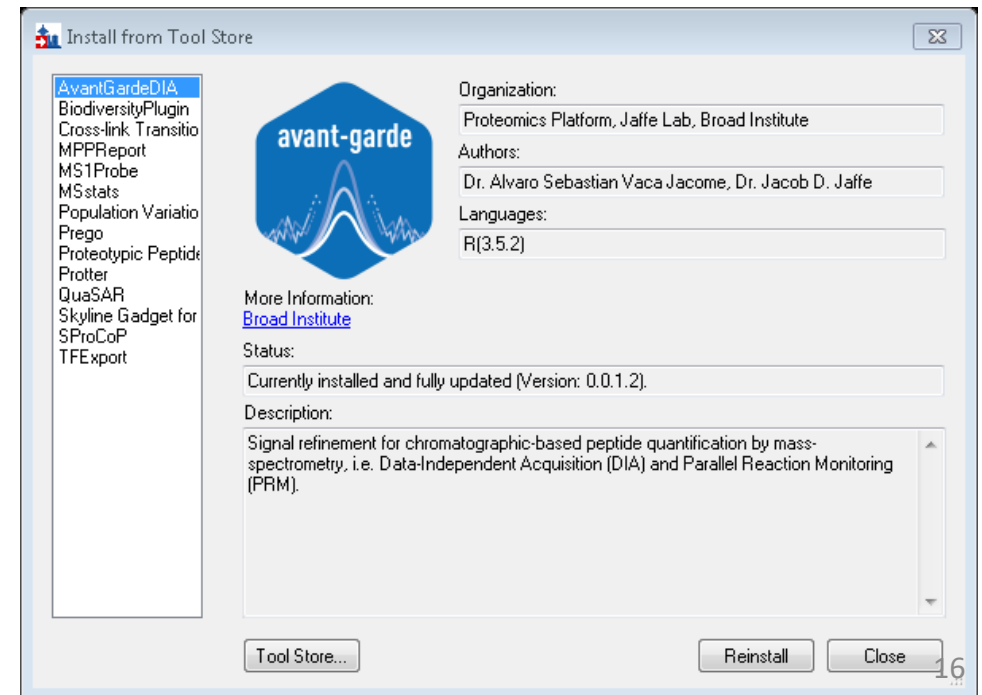 Install from Tool Store
AvantGardeDIA
BiodiversityPlugin
Cross-link Transitio
MPPReport
MS1Probe
MSstats
Population Variatio
Prego
Proteotypic Peptide
Protter
QuaSAR
Skyline Gadget for
SProCoP
TFExport
avant-garde
Organization:
Proteomics Platform, Jaffe Lab, Broad Institute
Authors:
Dr. Alvaro Sebastian Vaca Jacome, Dr. Jacob D. Jaffe
Languages:
R(3.5.2)
More Information:
Broad Institute
Status:
Currently installed and fully updated (Version: 0.0.1.2).
Description:
Signal refinement for chromatographic-based peptide quantification by mass-
spectrometry, i.e. Data-Independent Acquisition (DIA) and Parallel Reaction Monitoring
(PRM).
Tool Store...
Reinstall
Close
16